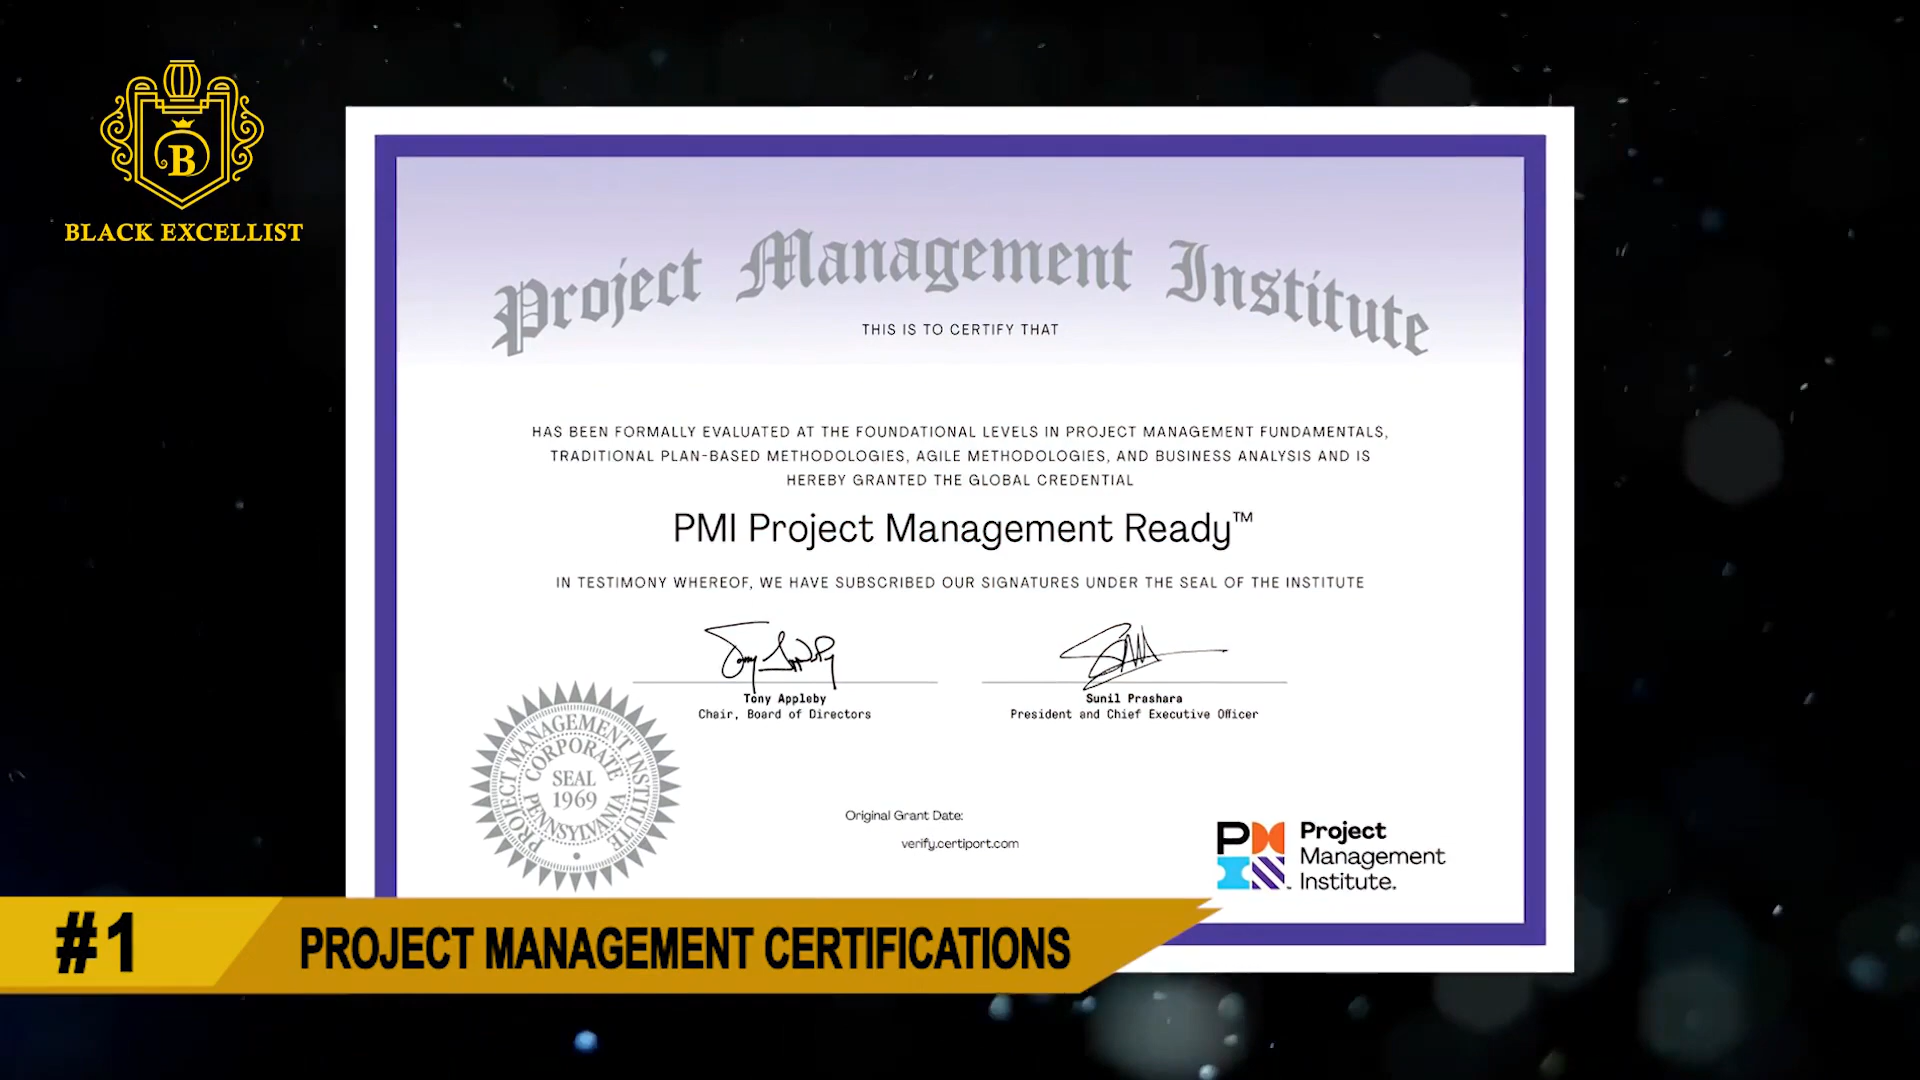 B
BLACK EXCELLIST
Project Management Institute
THIS IS TO CERTIFY THAT
HAS BEEN FORMALLY EVALUATED AT THE FOUNDATIONAL LEVELS IN PROJECT MANAGEMENT FUNDAMENTALS,
TRADITIONAL PLAN-BASED METHODOLOGIES, AGILE METHODOLOGIES, AND BUSINESS ANALYSIS AND IS
HEREBY GRANTED THE GLOBAL CREDENTIAL
PMI Project Management Ready™
IN TESTIMONY WHEREOF, WE HAVE SUBSCRIBED OUR SIGNATURES UNDER THE SEAL OF THE INSTITUTE
Tony Appleby
Tony Appleby
Chair, Board of Directors
Sunil Prashara
President and Chief Executive Officer
PROJECT MANAGEMENT INSTITUTE
CORPORATE
SEAL
1969
PENNSYLVANIA
Original Grant Date:
verify.certiport.com
PM
Project
Management
Institute.
#1
PROJECT MANAGEMENT CERTIFICATIONS